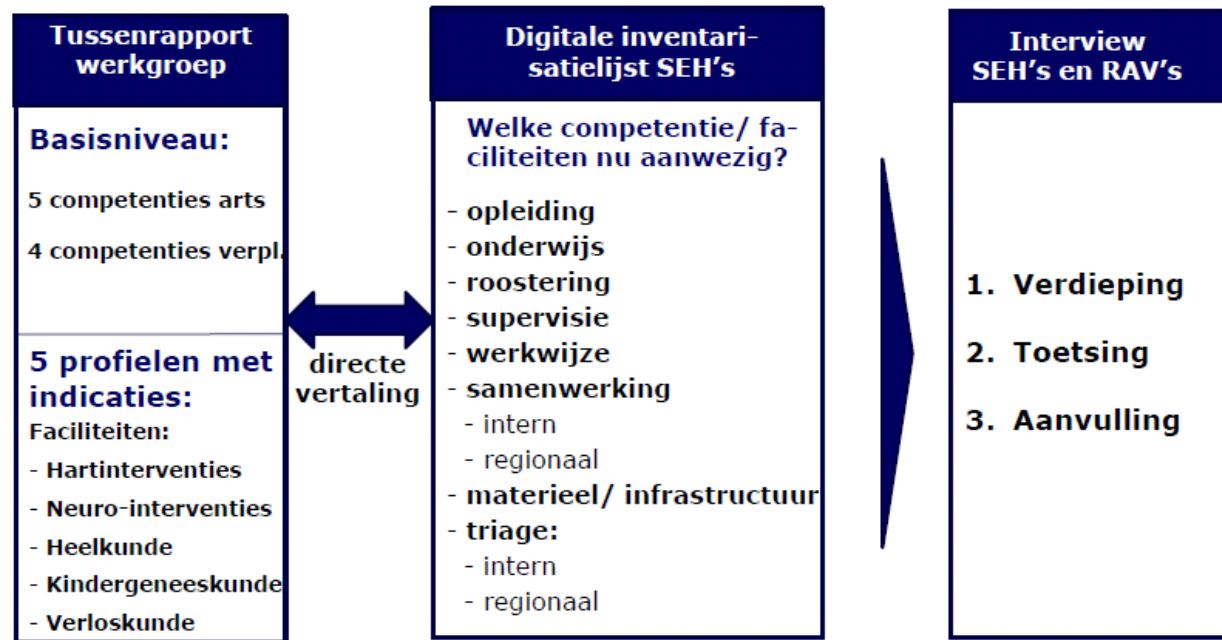 Tussenrapport
werkgroep
Basisniveau:
5 competenties arts
4 competenties verpl.
5 profielen met
indicaties:
Faciliteiten:
- Hartinterventies
- Neuro-interventies
- Heelkunde
- Kindergeneeskunde
- Verloskunde
directe
vertaling
Digitale inventari-
satielijst SEH's
Welke competentie/ fa-
ciliteiten nu aanwezig?
- opleiding
- onderwijs
- roostering
- supervisie
- werkwijze
- samenwerking
- intern
- regionaal
- materieel/ infrastructuur
- triage:
- intern
- regionaal
Interview
SEH's en RAV's
1. Verdieping
2. Toetsing
3. Aanvulling